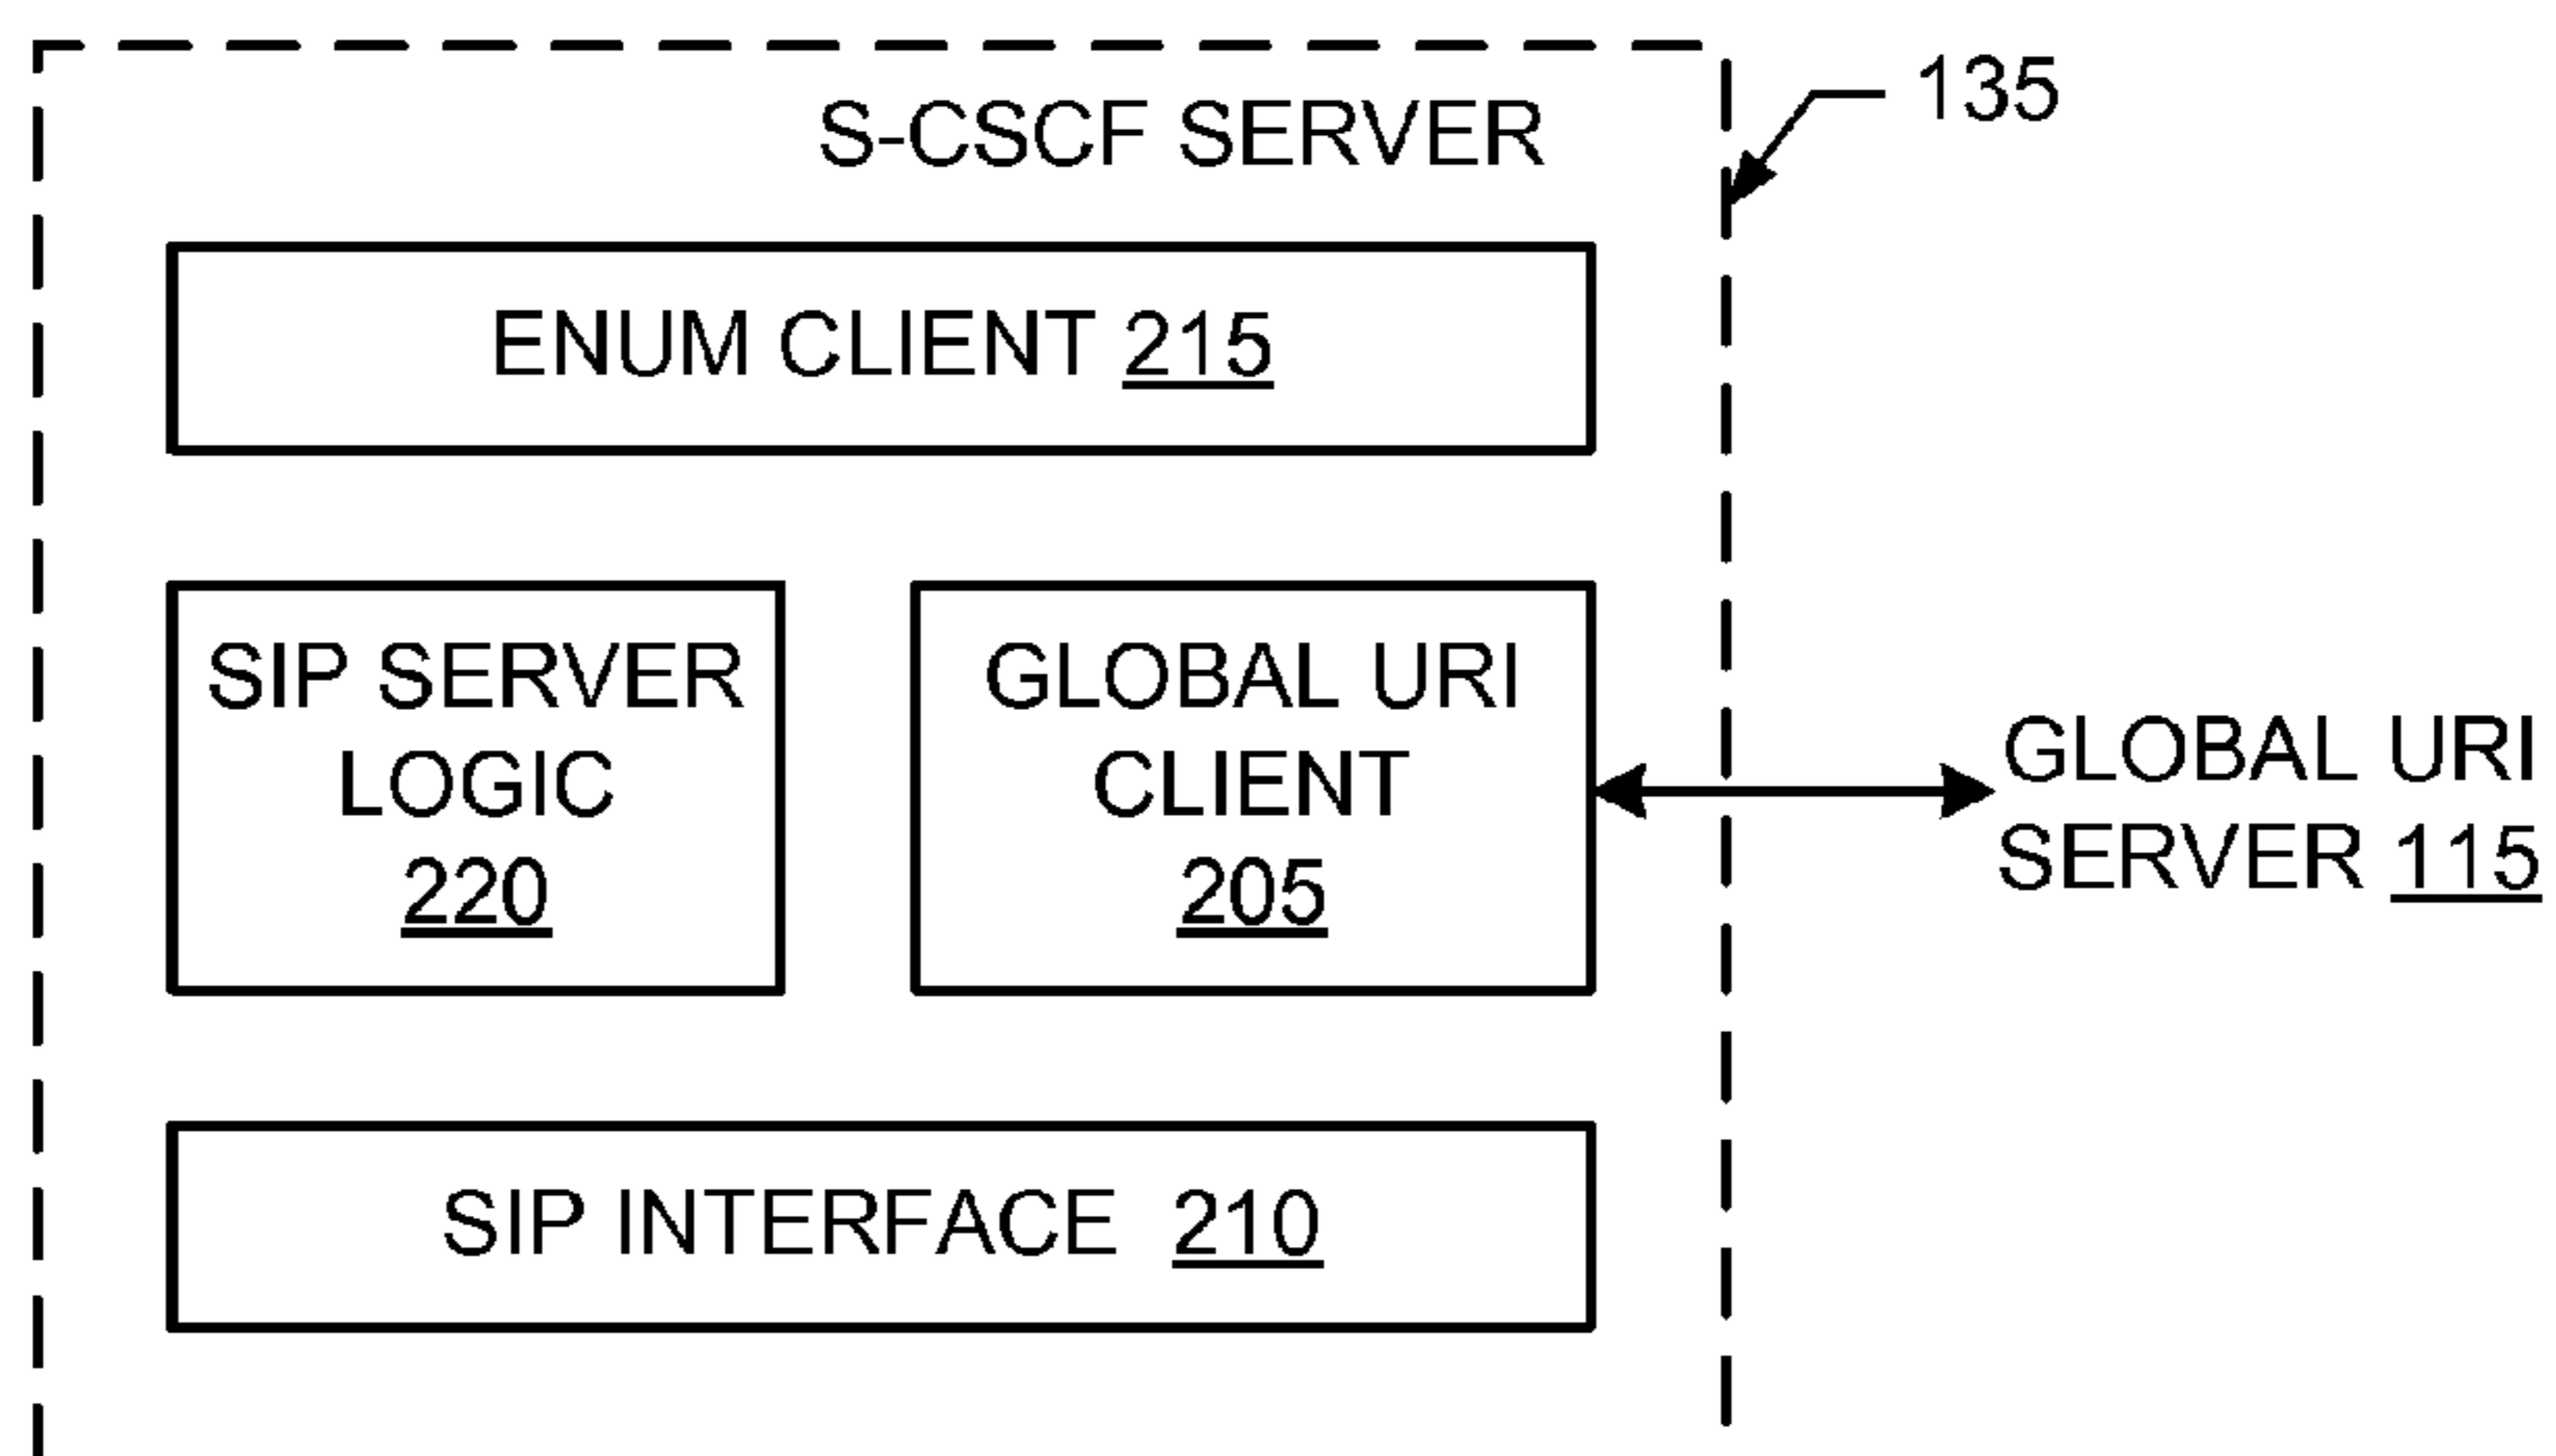 135
S-CSCF SERVER
ENUM CLIENT 215
SIP SERVER
LOGIC
220
GLOBAL URI
CLIENT
205
GLOBAL URI
SERVER 115
SIP INTERFACE 210